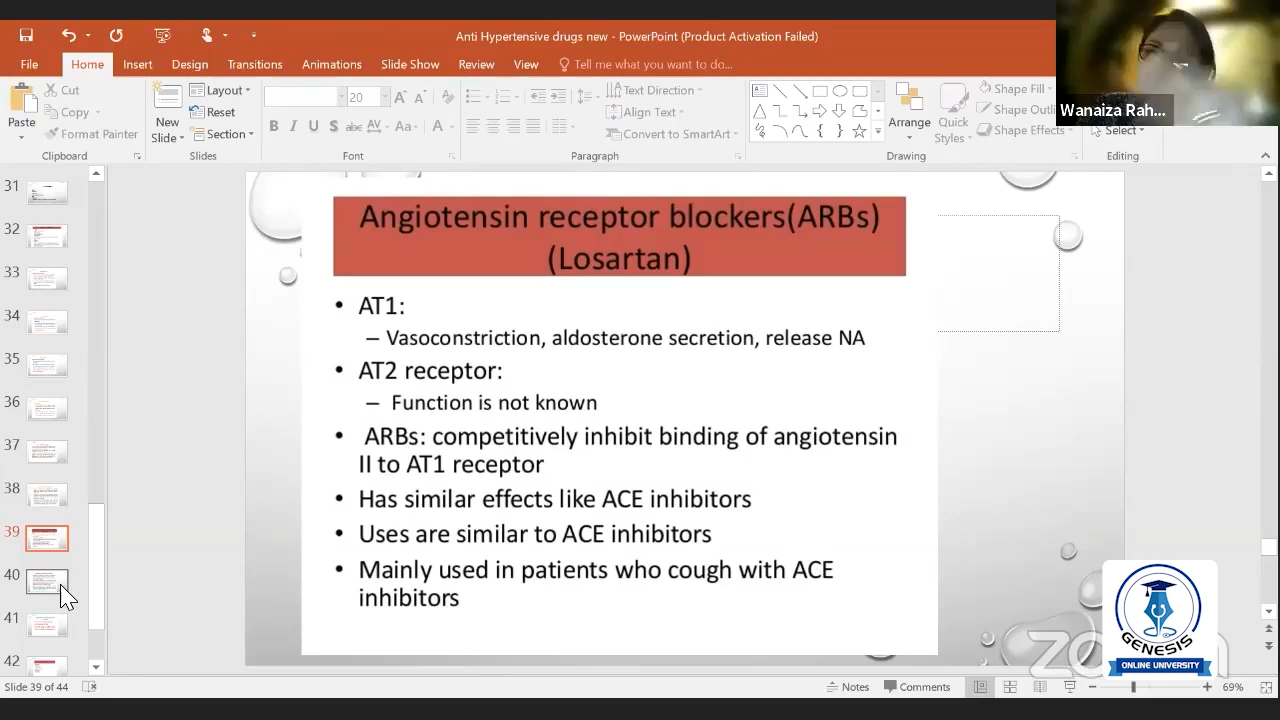 Anti Hypertensive drugs new - PowerPoint (Product Activation Failed)
File Home Insert Design Transitions Animations Slide Show Review View Tell me what you want to do...
Wanaiza Rah...
Paste
Cut
Copy
Format Painter
Clipboard
New
Slide
Layout
Reset
Section
Slides
20
B I U S abc AV Aa A
Font
Text Direction
Align Text
Convert to SmartArt
Paragraph
Arrange
Quick
Styles
Shape Fill
Shape Outli
Shape Effects
Drawing
Select
Editing
31
32
33
34
35
36
37
38
39
40
41
42
Angiotensin receptor blockers(ARBs)
(Losartan)
• AT1:
– Vasoconstriction, aldosterone secretion, release NA
• AT2 receptor:
– Function is not known
• ARBs: competitively inhibit binding of angiotensin
II to AT1 receptor
• Has similar effects like ACE inhibitors
• Uses are similar to ACE inhibitors
• Mainly used in patients who cough with ACE
inhibitors
zoom
GENESIS
ONLINE UNIVERSITY
Slide 39 of 44
Notes
Comments
69%